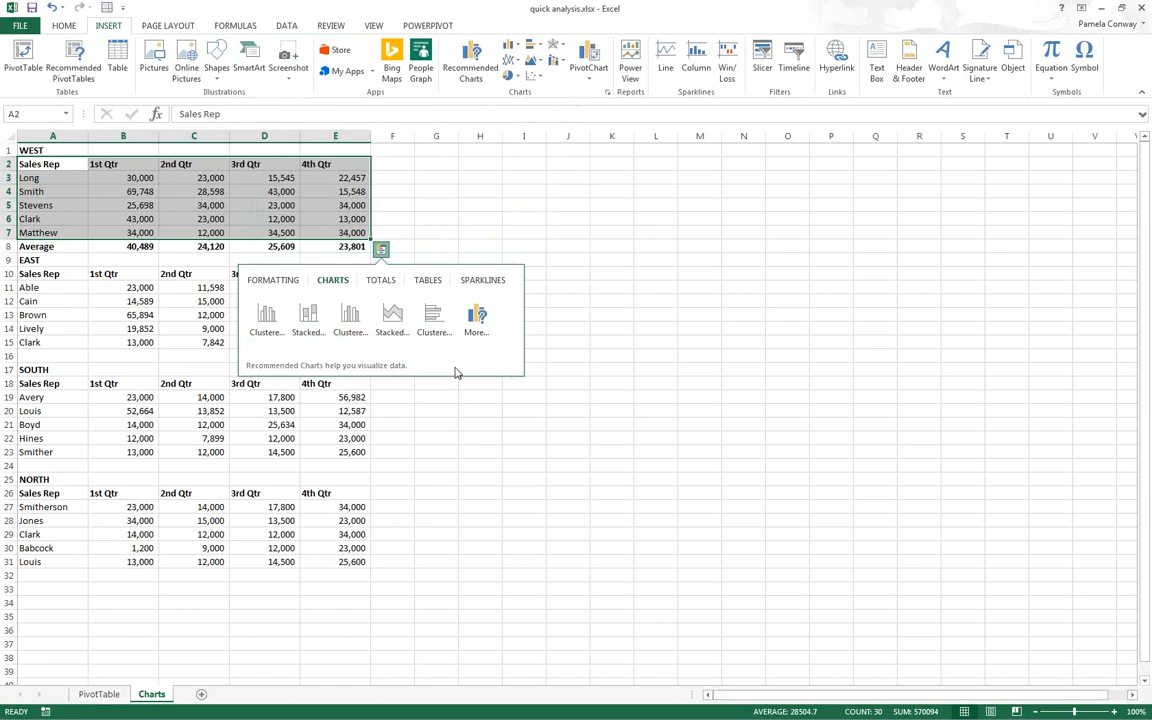 quick analysis.xlsx - Excel
FILE HOME INSERT PAGE LAYOUT FORMULAS DATA REVIEW VIEW POWERPIVOT
Pamela Conway
PivotTable Recommended PivotTables Table
Pictures Online Pictures Shapes SmartArt Screenshot
Store
My Apps
Bing Maps People Graph
Recommended Charts PivotChart Power View
Line Column Win/Loss Slicer Timeline Hyperlink
Text Box Header & Footer WordArt Signature Line Object Equation Symbol
Tables Illustrations Apps Charts Reports Sparklines Filters Links Text Symbols
A2 fx Sales Rep
A B C D E F G H I J K L M N O P Q R S T U V
1 WEST
2 Sales Rep 1st Qtr 2nd Qtr 3rd Qtr 4th Qtr
3 Long 30,000 23,000 15,545 22,457
4 Smith 69,748 28,598 43,000 15,548
5 Stevens 25,698 34,000 23,000 34,000
6 Clark 43,000 23,000 12,000 13,000
7 Matthew 34,000 12,000 34,500 34,000
8 Average 40,489 24,120 25,609 23,801
9 EAST
10 Sales Rep 1st Qtr 2nd Qtr
11 Able 23,000 11,598
12 Cain 14,589 15,000
13 Brown 65,894 12,000
14 Lively 19,852 9,000
15 Clark 13,000 7,842
FORMATTING CHARTS TOTALS TABLES SPARKLINES
Clustere... Stacked... Clustere... Stacked... Clustere... More...
Recommended Charts help you visualize data.
16
17 SOUTH
18 Sales Rep 1st Qtr 2nd Qtr 3rd Qtr 4th Qtr
19 Avery 23,000 14,000 17,800 56,982
20 Louis 52,664 13,852 13,500 12,587
21 Boyd 14,000 12,000 25,634 34,000
22 Hines 12,000 7,899 12,000 23,000
23 Smither 13,000 12,000 14,500 25,600
24
25 NORTH
26 Sales Rep 1st Qtr 2nd Qtr 3rd Qtr 4th Qtr
27 Smitherson 23,000 14,000 17,800 34,000
28 Jones 34,000 15,000 13,500 23,000
29 Clark 14,000 12,000 12,000 34,000
30 Babcock 1,200 9,000 12,000 23,000
31 Louis 13,000 12,000 14,500 25,600
32
33
34
35
36
37
38
39
PivotTable Charts
READY AVERAGE: 28504.7 COUNT: 30 SUM: 570094 100%